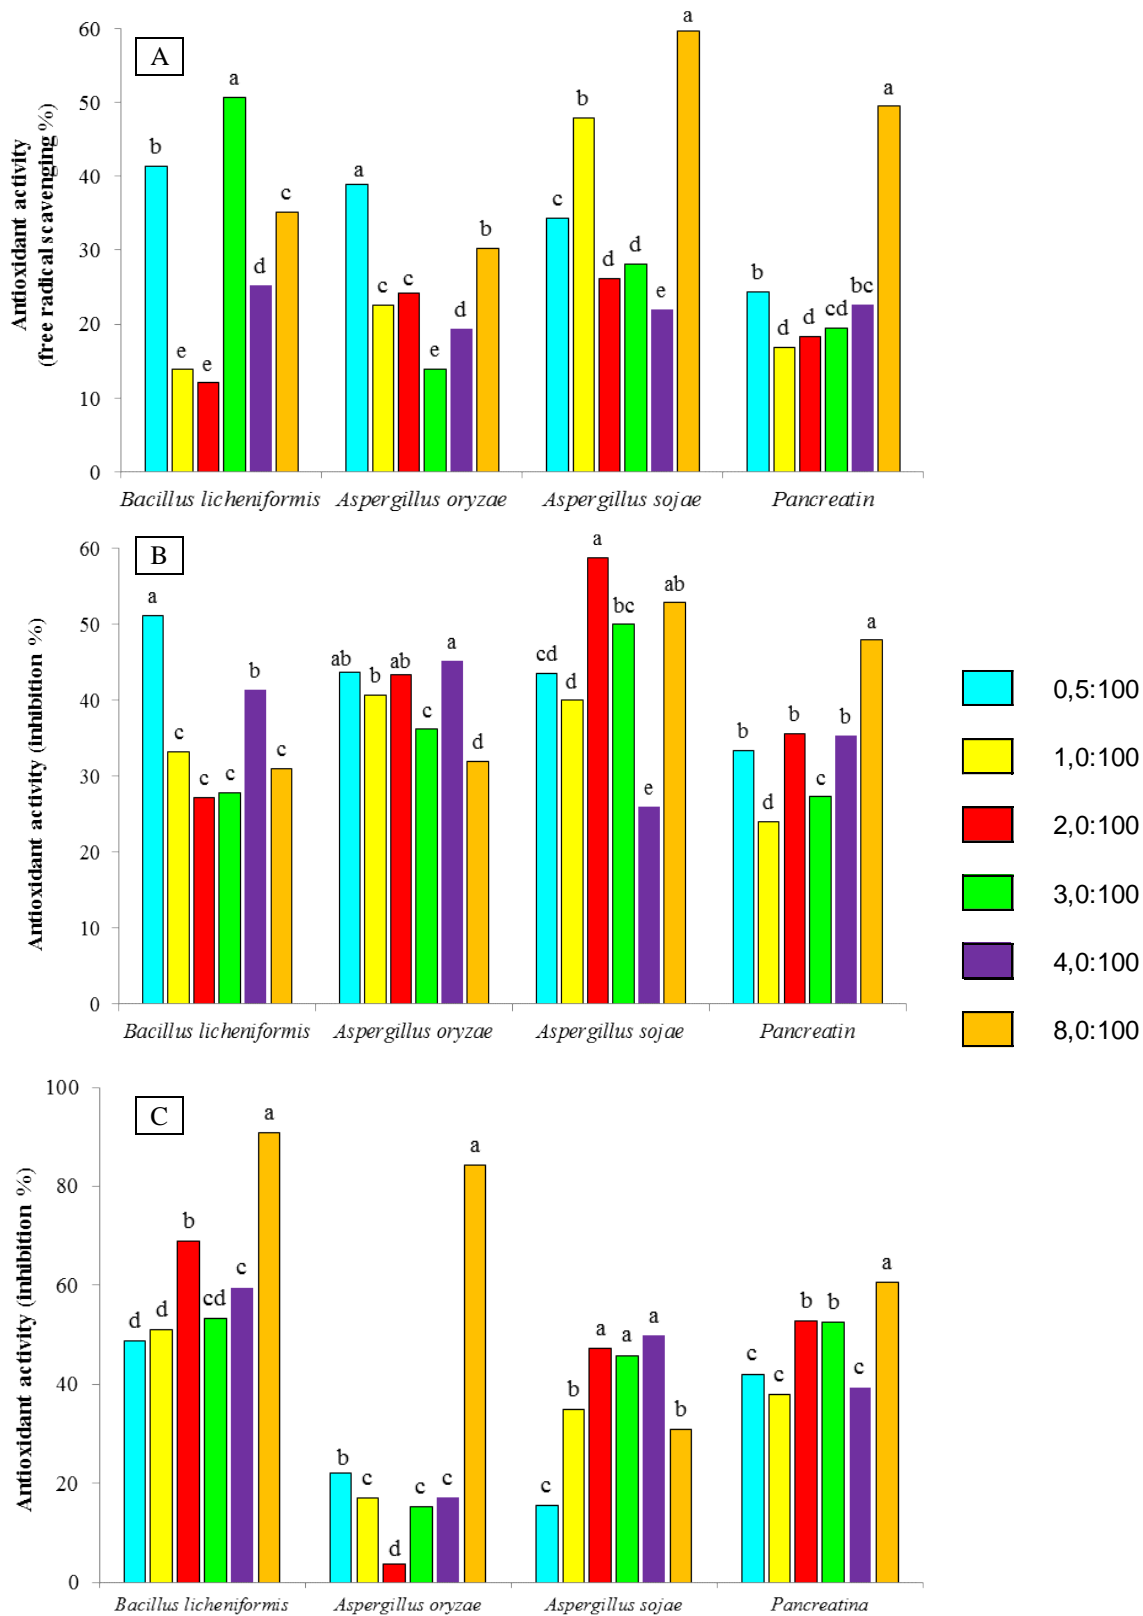 A
Antioxidant activity
(free radical scavenging %)
60
50
40
30
20
10
0
b
e
e
a
d
c
a
c
c
e
d
b
c
b
d
d
e
a
b
d
d
cd
bc
a
Bacillus licheniformis
Aspergillus oryzae
Aspergillus sojae
Pancreatin
B
Antioxidant activity (inhibition %)
60
50
40
30
20
10
0
a
c
c
c
b
c
ab
b
ab
c
a
d
cd
d
a
bc
e
ab
b
d
b
c
b
a
Bacillus licheniformis
Aspergillus oryzae
Aspergillus sojae
Pancreatin
0,5:100
1,0:100
2,0:100
3,0:100
4,0:100
8,0:100
C
Antioxidant activity (inhibition %)
100
80
60
40
20
0
d
d
b
cd
c
a
b
c
d
c
c
a
c
b
a
a
a
b
c
c
b
b
c
a
Bacillus licheniformis
Aspergillus oryzae
Aspergillus sojae
Pancreatina